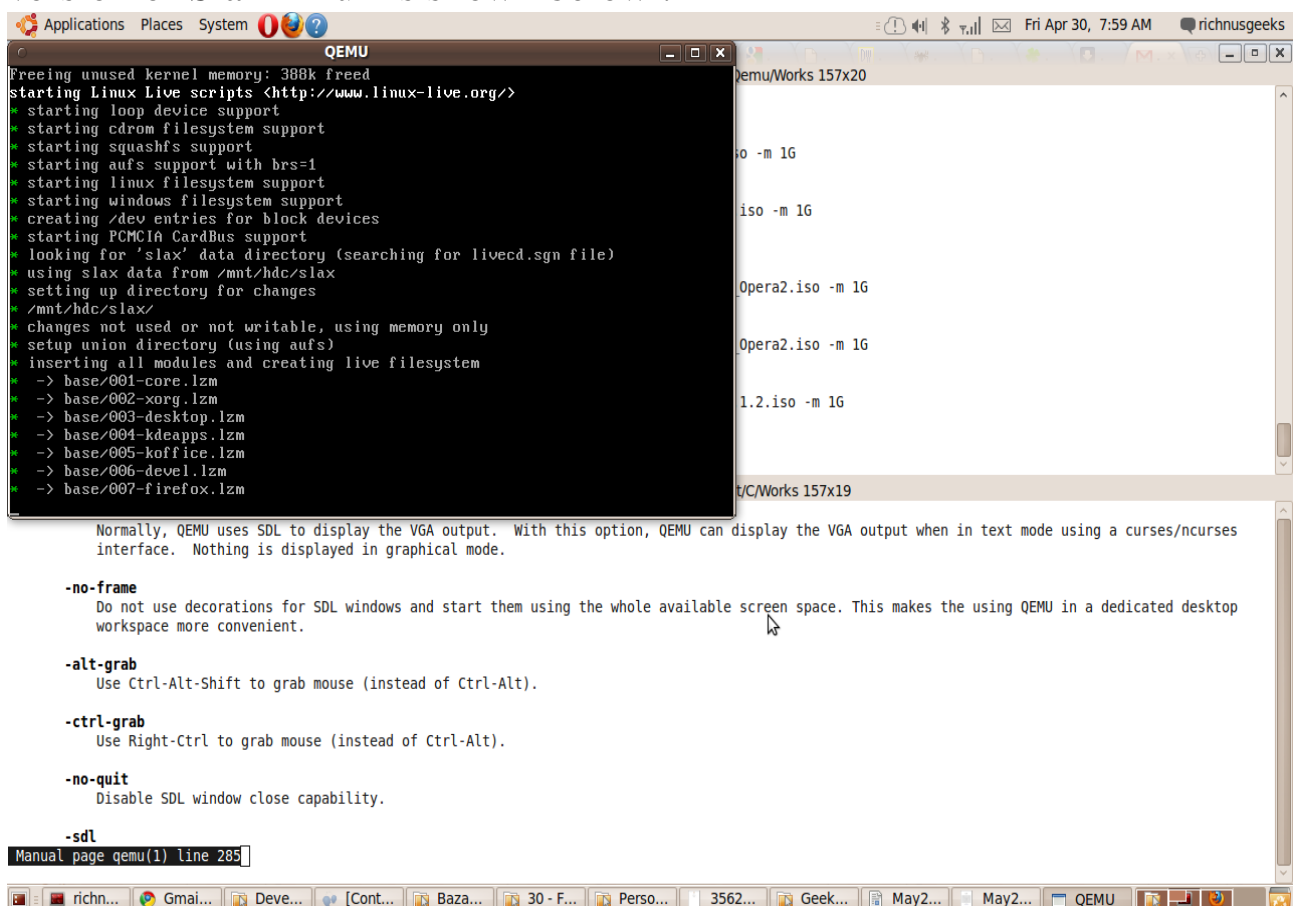 Applications Places System
Fri Apr 30, 7:59 AM richnusgeeks
QEMU
Freeing unused kernel memory: 388k freed
starting Linux Live scripts <http://www.linux-live.org/>
* starting loop device support
* starting cdrom filesystem support
* starting squashfs support
* starting aufs support with brs=1
* starting linux filesystem support
* starting windows filesystem support
* creating /dev entries for block devices
* starting PCMCIA CardBus support
* looking for 'slax' data directory (searching for livecd.sgn file)
* using slax data from /mnt/hdc/slax
* setting up directory for changes
* /mnt/hdc/slax/
* changes not used or not writable, using memory only
* setup union directory (using aufs)
* inserting all modules and creating live filesystem
* -> base/001-core.lzm
* -> base/002-xorg.lzm
* -> base/003-desktop.lzm
* -> base/004-kdeapps.lzm
* -> base/005-koffice.lzm
* -> base/006-devel.lzm
* -> base/007-firefox.lzm
Qemu/Works 157x20
so -m 1G
iso -m 1G
_Opera2.iso -m 1G
_Opera2.iso -m 1G
1.2.iso -m 1G
t/C/Works 157x19
Normally, QEMU uses SDL to display the VGA output. With this option, QEMU can display the VGA output when in text mode using a curses/ncurses
interface. Nothing is displayed in graphical mode.
-no-frame
Do not use decorations for SDL windows and start them using the whole available screen space. This makes the using QEMU in a dedicated desktop
workspace more convenient.
-alt-grab
Use Ctrl-Alt-Shift to grab mouse (instead of Ctrl-Alt).
-ctrl-grab
Use Right-Ctrl to grab mouse (instead of Ctrl-Alt).
-no-quit
Disable SDL window close capability.
-sdl
Manual page qemu(1) line 285
richn... Gmai... Deve... [Cont... Baza... 30 - F... Perso... 3562... Geek... May2... May2... QEMU